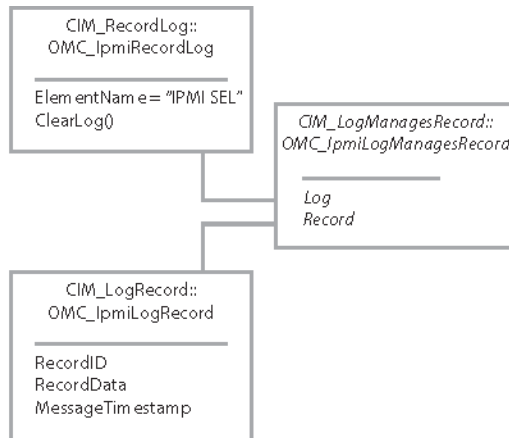 CIM_RecordLog::
OMC_IpmiRecordLog
ElementName= "IPMI SEL"
ClearLog()
CIM_LogManagesRecord::
OMC_IpmiLogManagesRecord
Log
Record
CIM_LogRecord::
OMC_IpmiLogRecord
RecordID
RecordData
MessageTimestamp